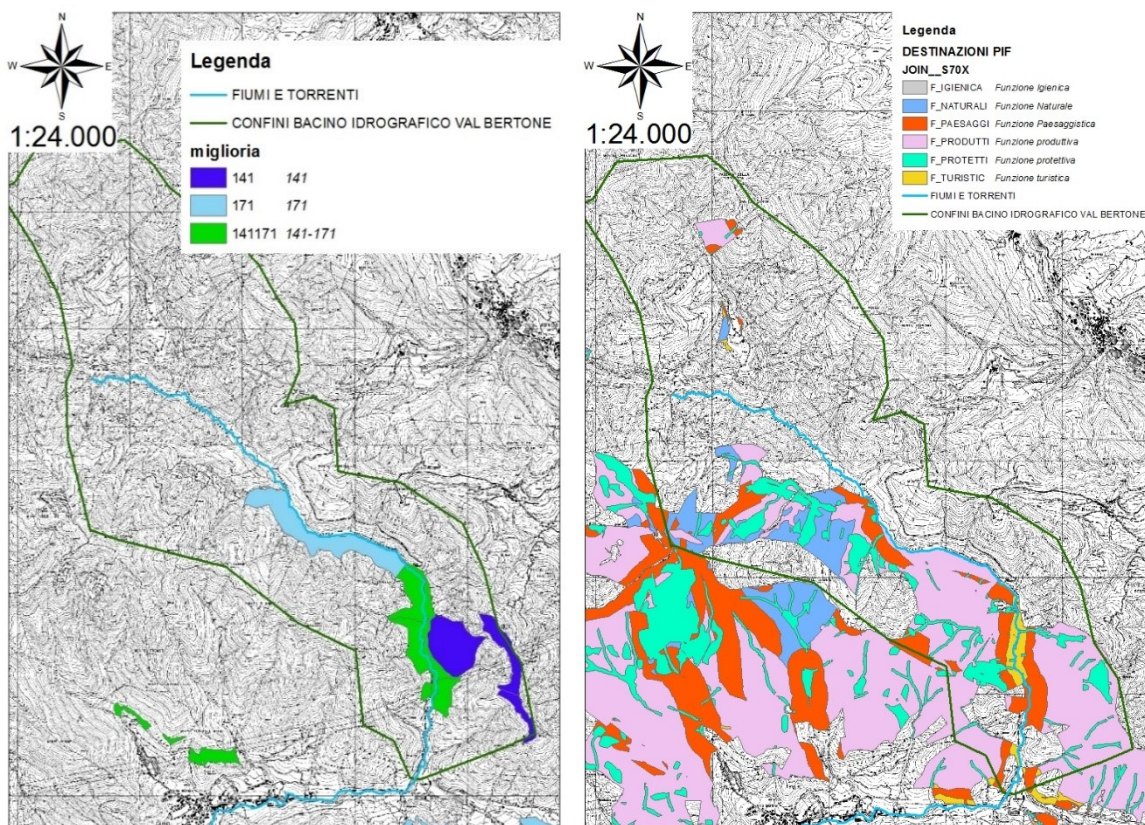 N
W E
S
1:24.000
Legenda
FIUMI E TORRENTI
CONFINI BACINO IDROGRAFICO VAL BERTONE
miglioria
141 141
171 171
141171 141-171
N
W E
S
1:24.000
Legenda
DESTINAZIONI PIF
JOIN__S70X
F_IGIENICA Funzione Igienica
F_NATURALI Funzione Naturale
F_PAESAGGI Funzione Paesaggistica
F_PRODUTTI Funzione produttiva
F_PROTETTI Funzione protettiva
F_TURISTIC Funzione turistica
FIUMI E TORRENTI
CONFINI BACINO IDROGRAFICO VAL BERTONE